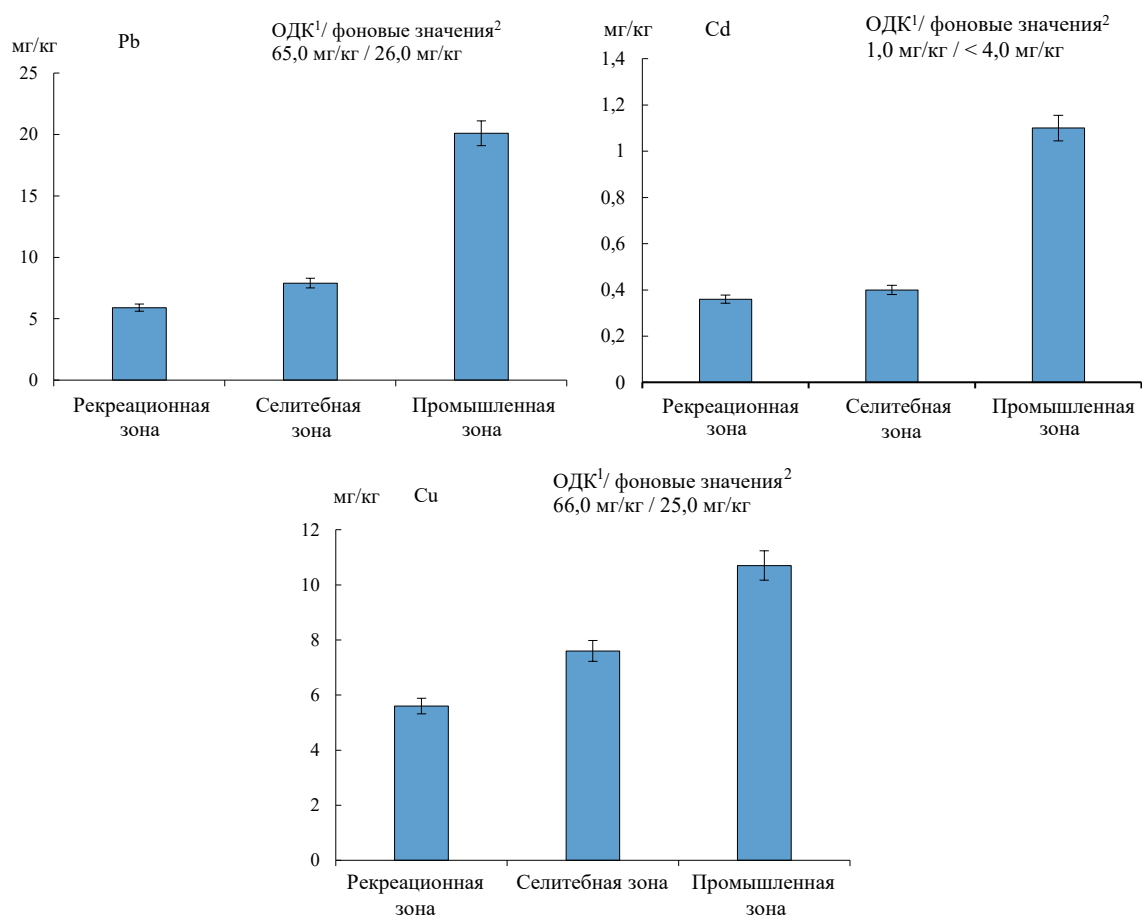 мг/кг Pb ОДК¹/ фоновые значения²
65,0 мг/кг / 26,0 мг/кг
25
20
15
10
5
0
Рекреационная Селитебная Промышленная
зона зона зона
мг/кг Cd ОДК¹/ фоновые значения²
1,0 мг/кг / < 4,0 мг/кг
1,4
1,2
1
0,8
0,6
0,4
0,2
0
Рекреационная Селитебная Промышленная
зона зона зона
мг/кг Cu ОДК¹/ фоновые значения²
66,0 мг/кг / 25,0 мг/кг
12
10
8
6
4
2
0
Рекреационная Селитебная зона Промышленная
зона зона